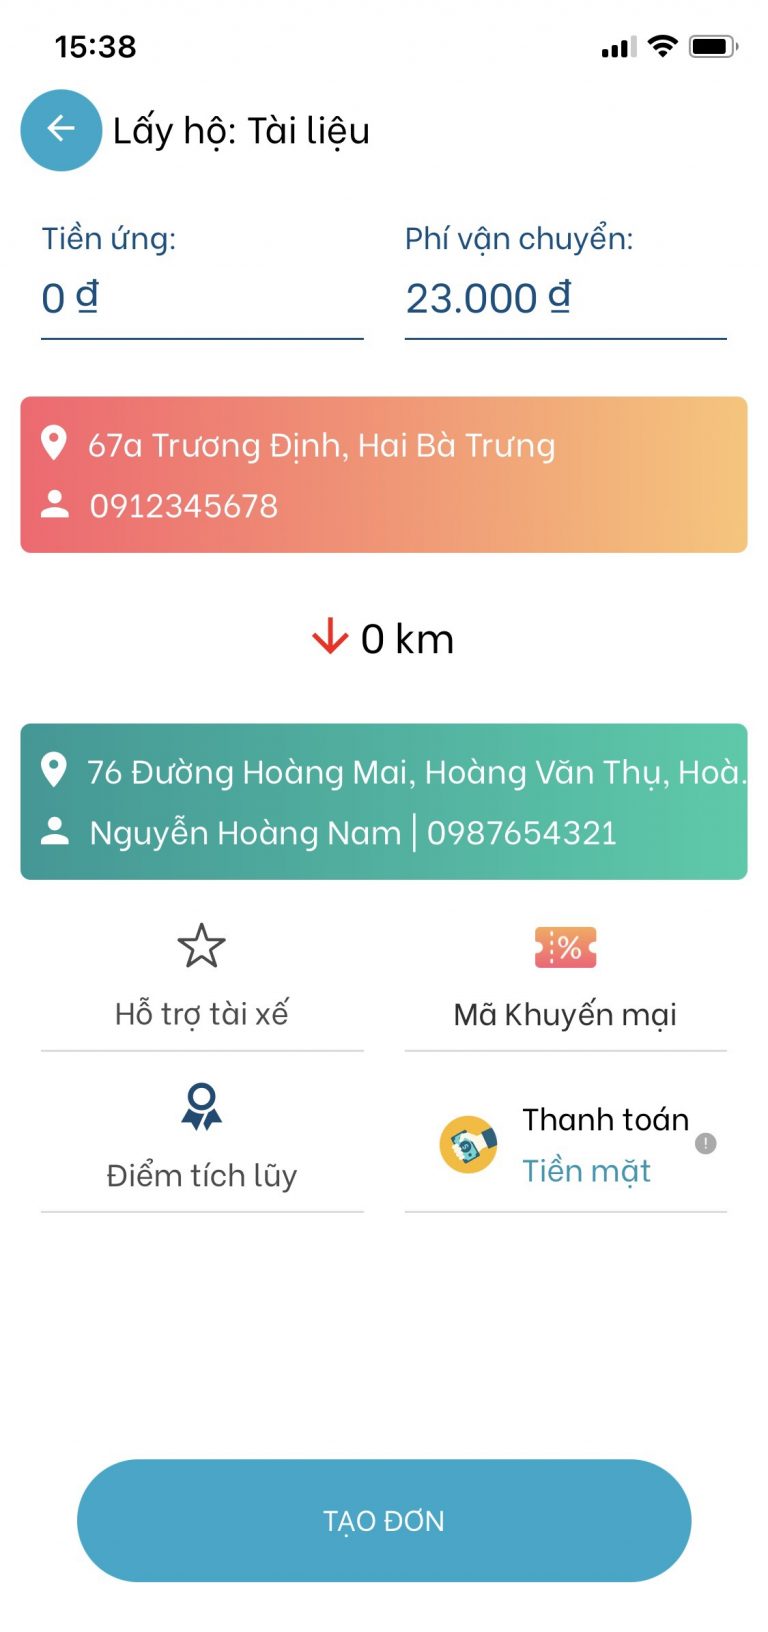 15:38
Lấy hộ: Tài liệu
Tiền ứng:
0 ₫
Phí vận chuyển:
23.000 ₫
67a Trương Định, Hai Bà Trưng
0912345678
0 km
76 Đường Hoàng Mai, Hoàng Văn Thụ, Hoà.
Nguyễn Hoàng Nam | 0987654321
Hỗ trợ tài xế
%
Mã Khuyến mại
Điểm tích lũy
Thanh toán
!
Tiền mặt
TẠO ĐƠN